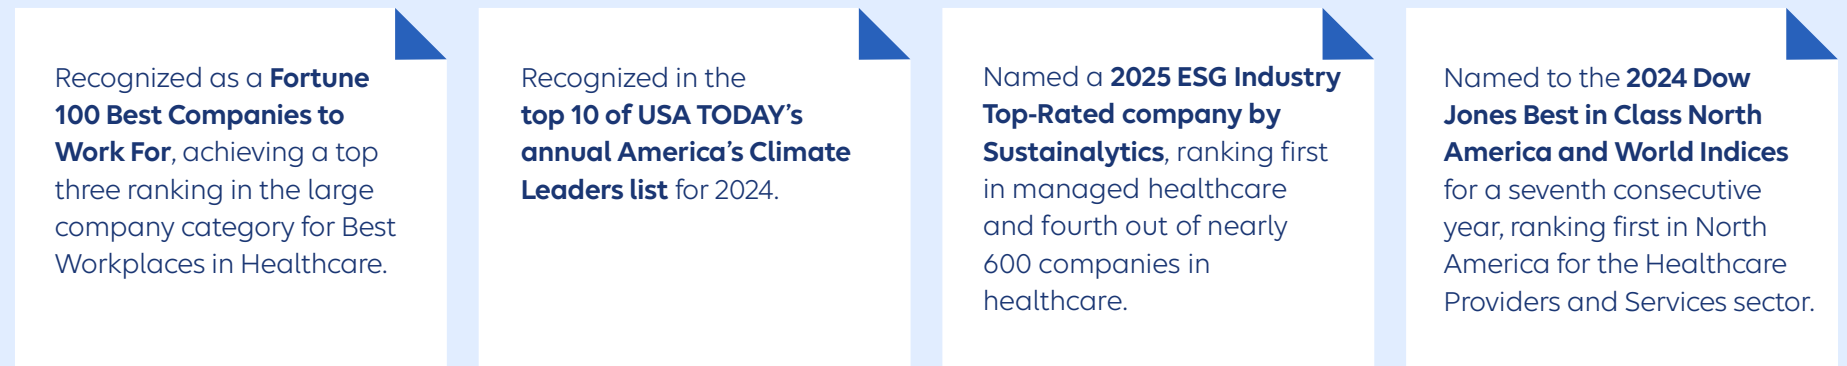 Recognized as a Fortune
100 Best Companies to
Work For, achieving a top
three ranking in the large
company category for Best
Workplaces in Healthcare.
Recognized in the
top 10 of USA TODAY’s
annual America’s Climate
Leaders list for 2024.
Named a 2025 ESG Industry
Top-Rated company by
Sustainalytics, ranking first
in managed healthcare
and fourth out of nearly
600 companies in
healthcare.
Named to the 2024 Dow
Jones Best in Class North
America and World Indices
for a seventh consecutive
year, ranking first in North
America for the Healthcare
Providers and Services sector.